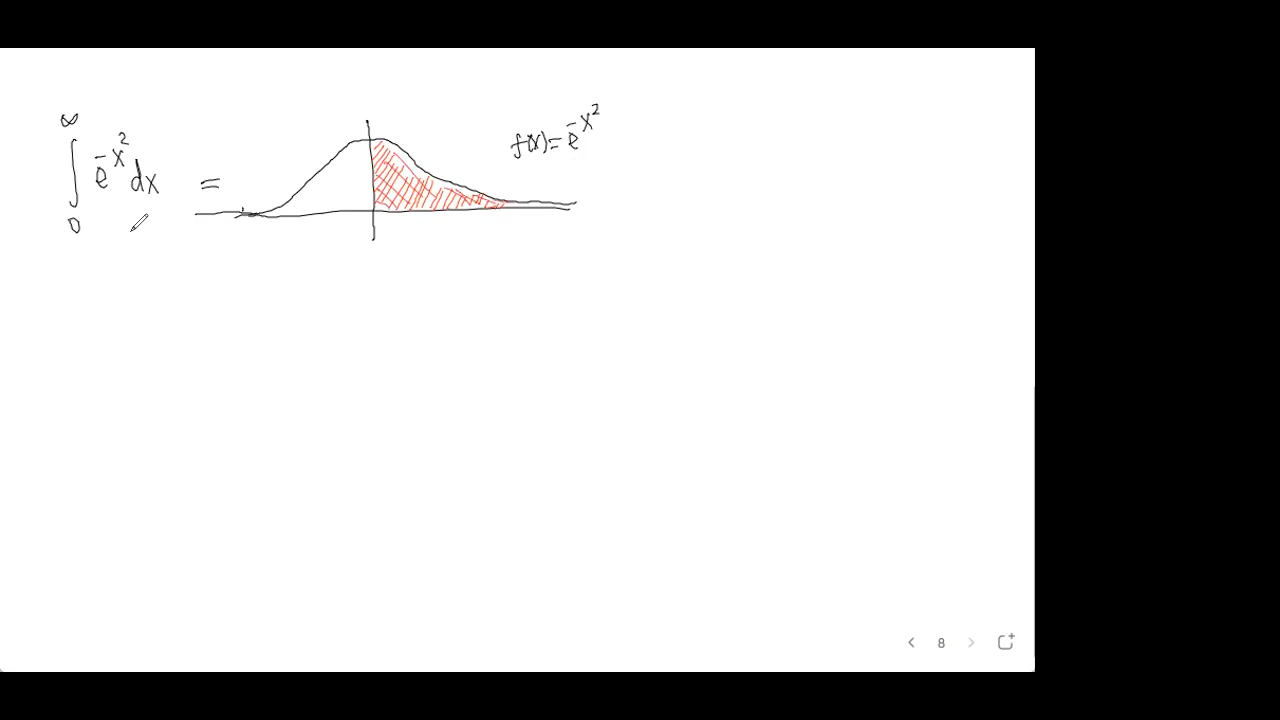 ∫₀^∞ e^-x² dx =
f(x) = e^-x²
8